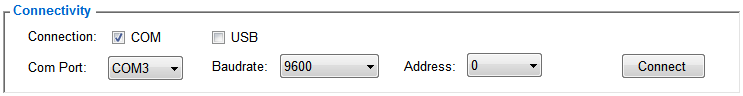 Connectivity
Connection: COM USB
Com Port: COM3 Baudrate: 9600 Address: 0 Connect